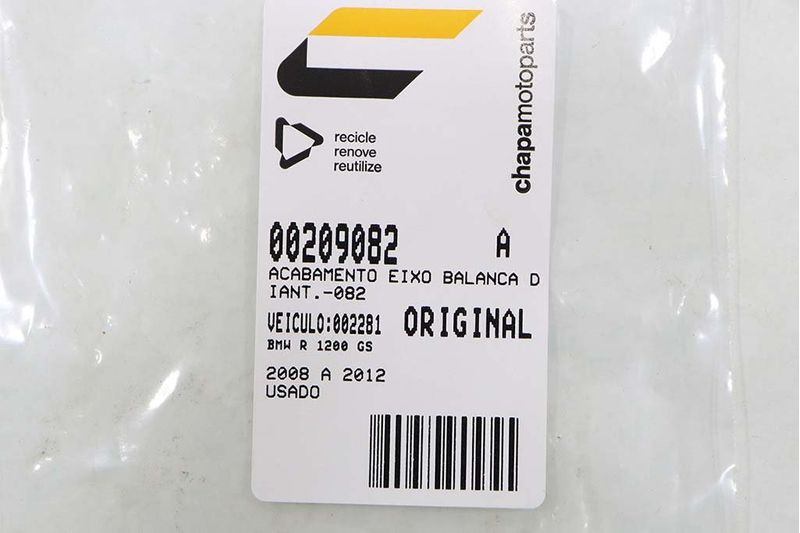 chapamotoparts
recicle
renove
reutilize
00209082 A
ACABAMENTO EIXO BALANCA D
IANT.-082
VEICULO:002281 ORIGINAL
BMW R 1200 GS
2008 A 2012
USADO